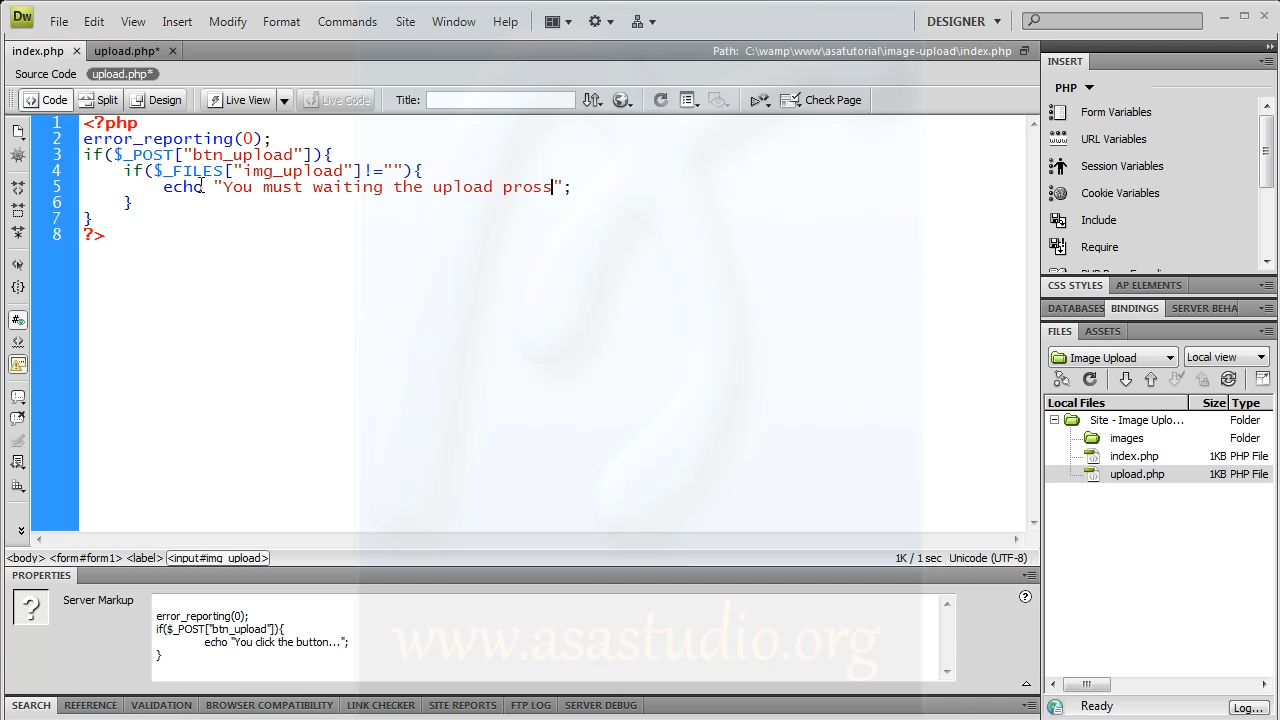 Dw File Edit View Insert Modify Format Commands Site Window Help DESIGNER
index.php upload.php* Path: C:\wamp\www\asatutorial\image-upload\index.php
Source Code upload.php*
Code Split Design Live View Live Code Title: Check Page
1 <?php
2 error_reporting(0);
3 if($_POST["btn_upload"]){
4 if($_FILES["img_upload"]!=""){
5 echo "You must waiting the upload pross";
6 }
7 }
8 ?>
<body> <form#form1> <label> <input#img_upload> 1K / 1 sec Unicode (UTF-8)
PROPERTIES
Server Markup
error_reporting(0);
if($_POST["btn_upload"]){
echo "You click the button...";
}
www.asastudio.org
SEARCH REFERENCE VALIDATION BROWSER COMPATIBILITY LINK CHECKER SITE REPORTS FTP LOG SERVER DEBUG
INSERT
PHP
Form Variables
URL Variables
Session Variables
Cookie Variables
Include
Require
CSS STYLES AP ELEMENTS
DATABASES BINDINGS SERVER BEHA
FILES ASSETS
Image Upload Local view
Local Files Size Type
Site - Image Uplo... Folder
images Folder
index.php 1KB PHP File
upload.php 1KB PHP File
Ready Log...